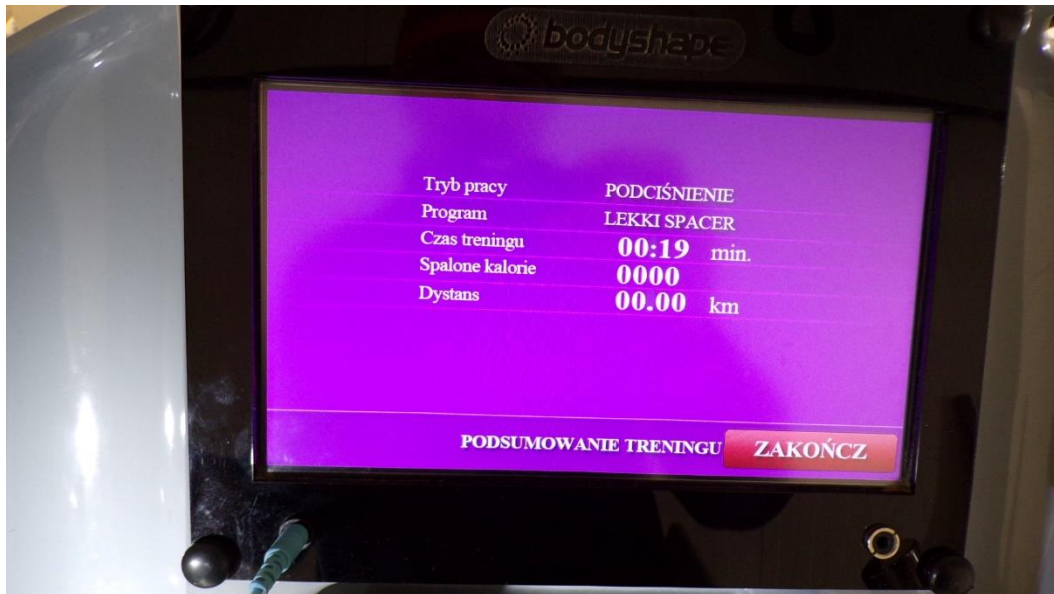 bodyshape
Tryb pracy PODCIŚNIENIE
Program LEKKI SPACER
Czas treningu 00:19 min.
Spalone kalorie 0000
Dystans 00.00 km
PODSUMOWANIE TRENINGU ZAKOŃCZ